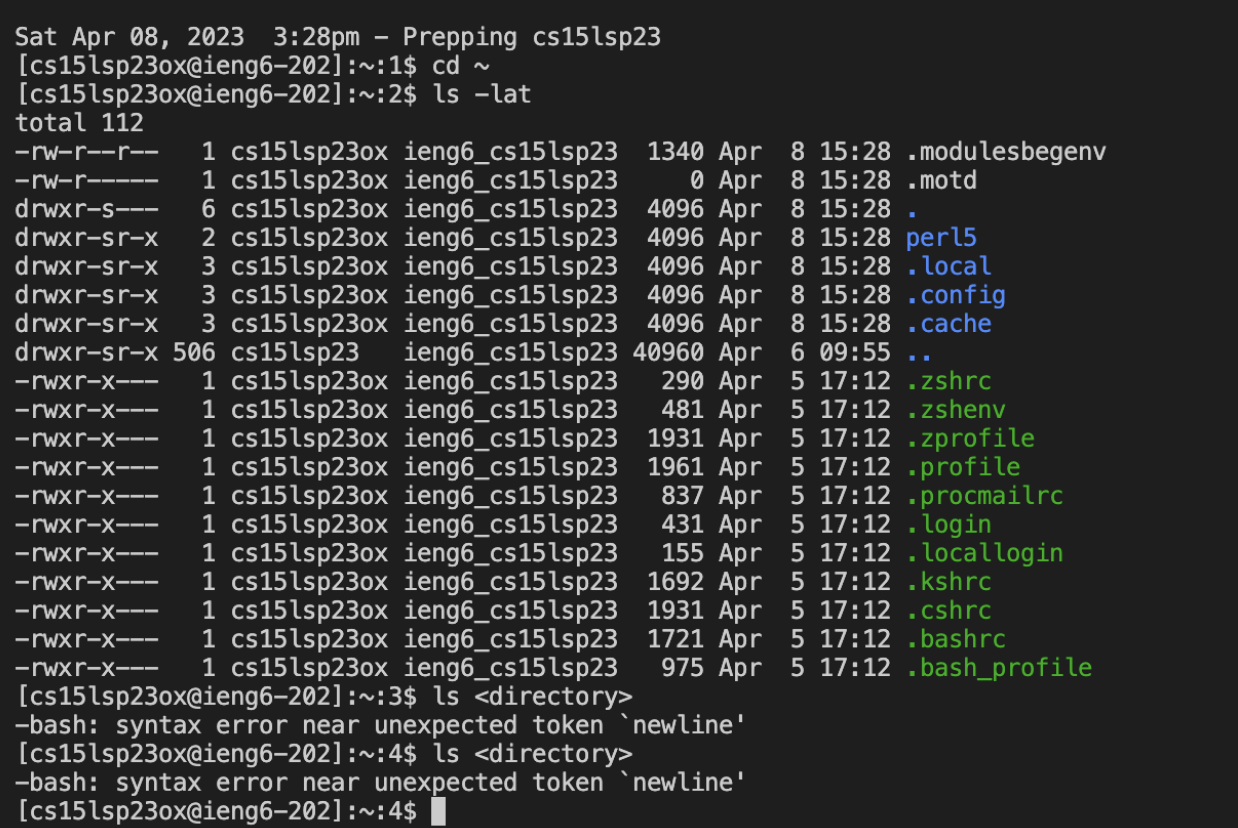 Sat Apr 08, 2023  3:28pm - Prepping cs15lsp23
[cs15lsp23ox@ieng6-202]:~:1$ cd ~
[cs15lsp23ox@ieng6-202]:~:2$ ls -lat
total 112
-rw-r--r--   1 cs15lsp23ox ieng6_cs15lsp23  1340 Apr  8 15:28 .modulesbegenv
-rw-r-----   1 cs15lsp23ox ieng6_cs15lsp23     0 Apr  8 15:28 .motd
drwxr-s---   6 cs15lsp23ox ieng6_cs15lsp23  4096 Apr  8 15:28 .
drwxr-sr-x   2 cs15lsp23ox ieng6_cs15lsp23  4096 Apr  8 15:28 perl5
drwxr-sr-x   3 cs15lsp23ox ieng6_cs15lsp23  4096 Apr  8 15:28 .local
drwxr-sr-x   3 cs15lsp23ox ieng6_cs15lsp23  4096 Apr  8 15:28 .config
drwxr-sr-x   3 cs15lsp23ox ieng6_cs15lsp23  4096 Apr  8 15:28 .cache
drwxr-sr-x 506 cs15lsp23   ieng6_cs15lsp23 40960 Apr  6 09:55 ..
-rwxr-x---   1 cs15lsp23ox ieng6_cs15lsp23   290 Apr  5 17:12 .zshrc
-rwxr-x---   1 cs15lsp23ox ieng6_cs15lsp23   481 Apr  5 17:12 .zshenv
-rwxr-x---   1 cs15lsp23ox ieng6_cs15lsp23  1931 Apr  5 17:12 .zprofile
-rwxr-x---   1 cs15lsp23ox ieng6_cs15lsp23  1961 Apr  5 17:12 .profile
-rwxr-x---   1 cs15lsp23ox ieng6_cs15lsp23   837 Apr  5 17:12 .procmailrc
-rwxr-x---   1 cs15lsp23ox ieng6_cs15lsp23   431 Apr  5 17:12 .login
-rwxr-x---   1 cs15lsp23ox ieng6_cs15lsp23   155 Apr  5 17:12 .locallogin
-rwxr-x---   1 cs15lsp23ox ieng6_cs15lsp23  1692 Apr  5 17:12 .kshrc
-rwxr-x---   1 cs15lsp23ox ieng6_cs15lsp23  1931 Apr  5 17:12 .cshrc
-rwxr-x---   1 cs15lsp23ox ieng6_cs15lsp23  1721 Apr  5 17:12 .bashrc
-rwxr-x---   1 cs15lsp23ox ieng6_cs15lsp23   975 Apr  5 17:12 .bash_profile
[cs15lsp23ox@ieng6-202]:~:3$ ls <directory>
-bash: syntax error near unexpected token `newline'
[cs15lsp23ox@ieng6-202]:~:4$ ls <directory>
-bash: syntax error near unexpected token `newline'
[cs15lsp23ox@ieng6-202]:~:4$